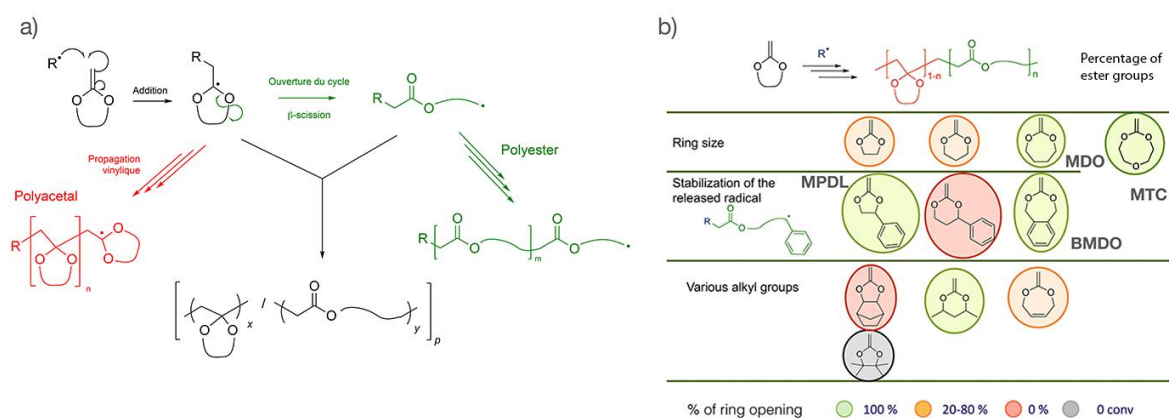 a)
R•
Addition
R
Ouverture du cycle
β-scission
R
O
O
O
O
O
O
Propagation
vinylique
Polyester
Polyacetal
R
O
O
O
O
n
R
O
O
m
O
O
O
O
x
/
O
O
y
p
b)
R•
O
O
O
O
1-n
O
O
n
Percentage of
ester groups
Ring size
MDO
MTC
Stabilization of the
released radical
MPDL
BMDO
R
O
O
Various alkyl groups
% of ring opening
100 %
20-80 %
0 %
0 conv